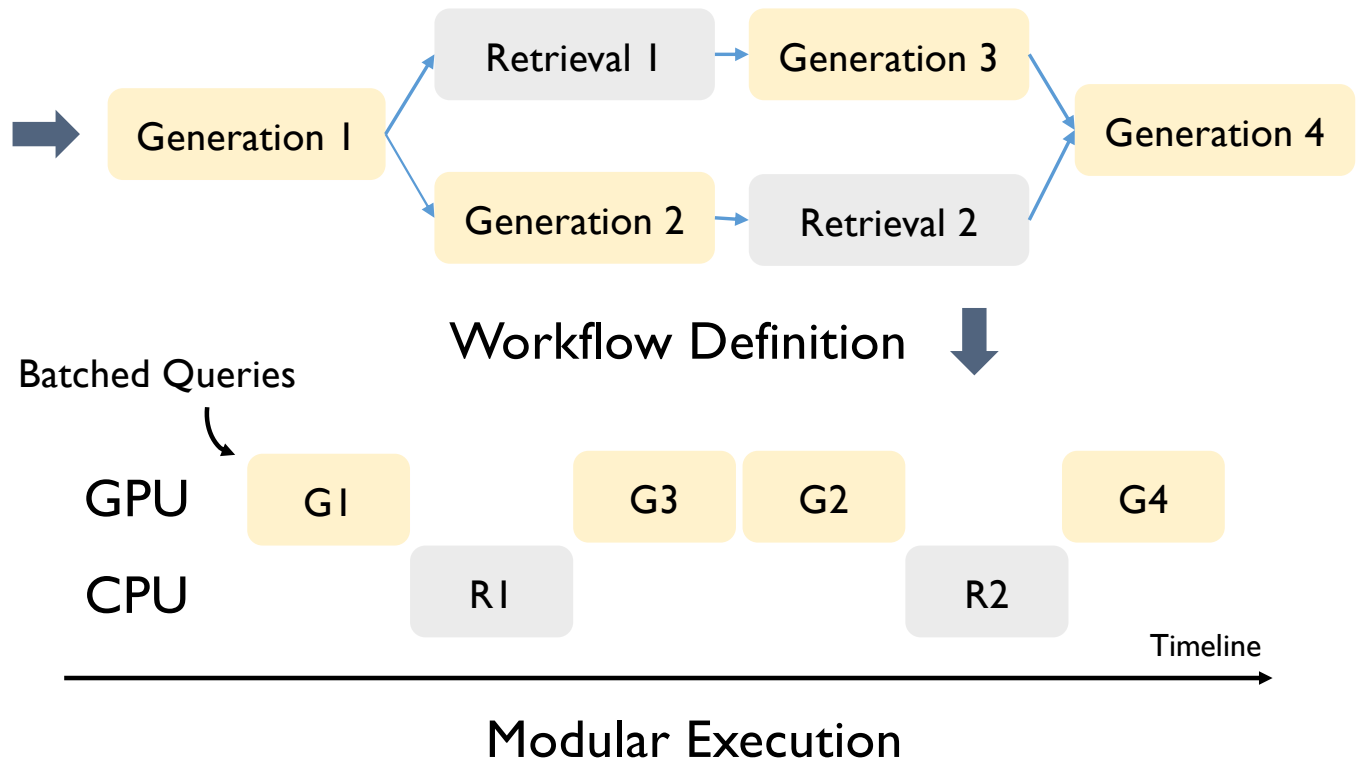 Retrieval 1
Generation 3
Generation 1
Generation 4
Generation 2
Retrieval 2
Workflow Definition
Batched Queries
GPU
G1
G3
G2
G4
CPU
R1
R2
Timeline
Modular Execution